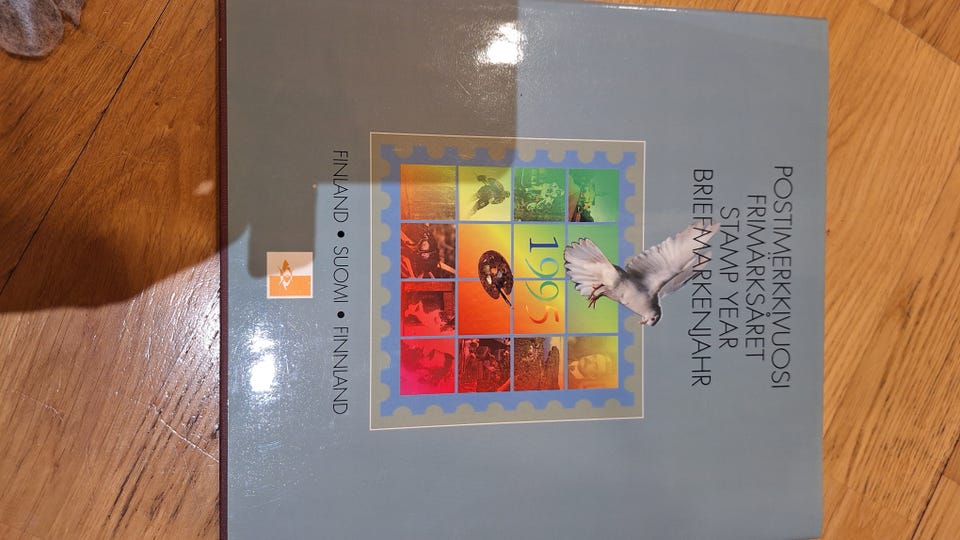 POSTIMERKKIVUOSI
FRIMÄRKSÅRET
STAMP YEAR
BRIEFMARKENJAHR
1995
FINLAND • SUOMI • FINNLAND